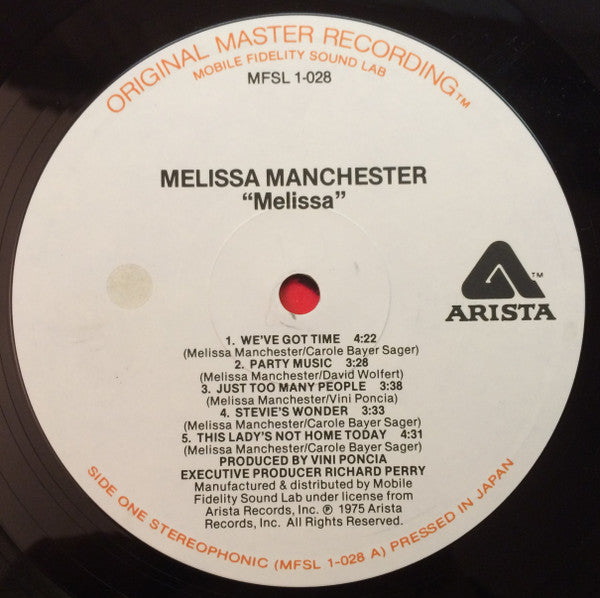 ORIGINAL MASTER RECORDING™
MOBILE FIDELITY SOUND LAB
MFSL 1-028
MELISSA MANCHESTER
“Melissa”
TM
ARISTA
1. WE'VE GOT TIME 4:22
(Melissa Manchester/Carole Bayer Sager)
2. PARTY MUSIC 3:28
(Melissa Manchester/David Wolfert)
3. JUST TOO MANY PEOPLE 3:38
(Melissa Manchester/Vini Poncia)
4. STEVIE'S WONDER 3:33
(Melissa Manchester/Carole Bayer Sager)
5. THIS LADY'S NOT HOME TODAY 4:31
(Melissa Manchester/Carole Bayer Sager)
PRODUCED BY VINI PONCIA
EXECUTIVE PRODUCER RICHARD PERRY
Manufactured & distributed by Mobile
Fidelity Sound Lab under license from
Arista Records, Inc. ℗ 1975 Arista
Records, Inc. All Rights Reserved.
SIDE ONE STEREOPHONIC (MFSL 1-028 A) PRESSED IN JAPAN